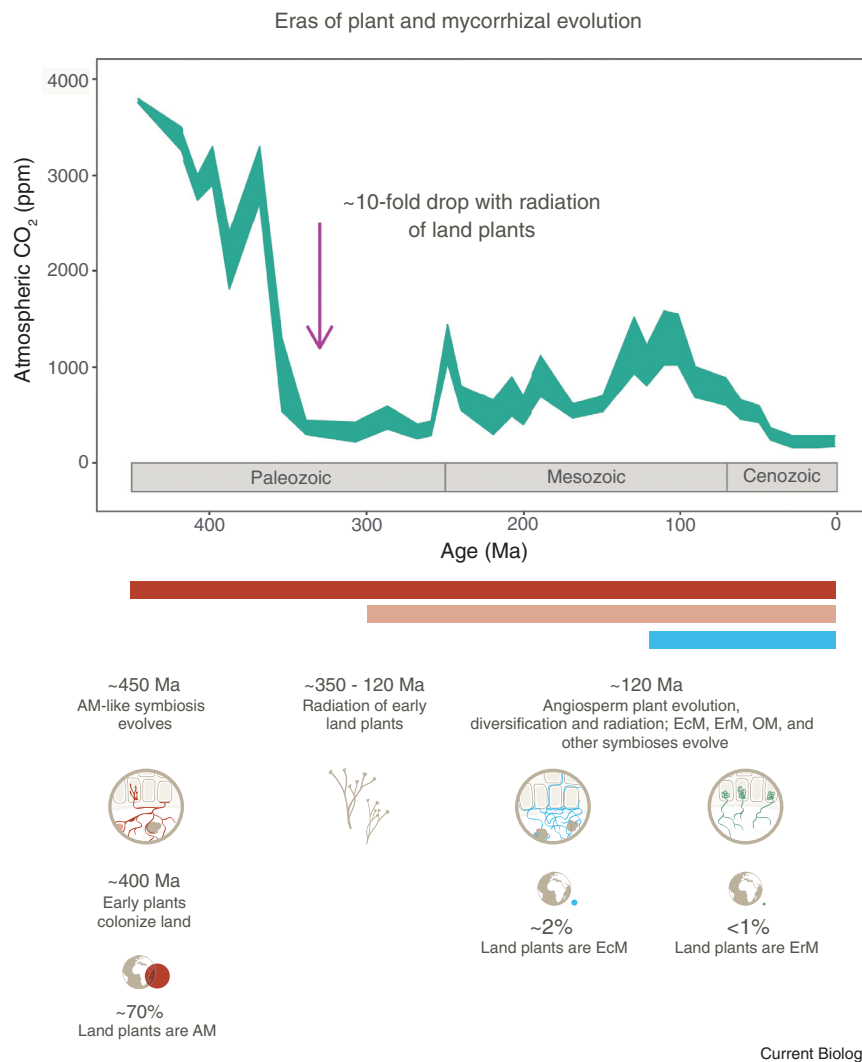 Eras of plant and mycorrhizal evolution
Atmospheric CO2 (ppm)
4000
3000
2000
1000
0
~10-fold drop with radiation
of land plants
Paleozoic
Mesozoic
Cenozoic
400
300
200
100
0
Age (Ma)
~450 Ma
AM-like symbiosis
evolves
~350 - 120 Ma
Radiation of early
land plants
~120 Ma
Angiosperm plant evolution,
diversification and radiation; EcM, ErM, OM, and
other symbioses evolve
~400 Ma
Early plants
colonize land
~70%
Land plants are AM
~2%
Land plants are EcM
<1%
Land plants are ErM
Current Biolog